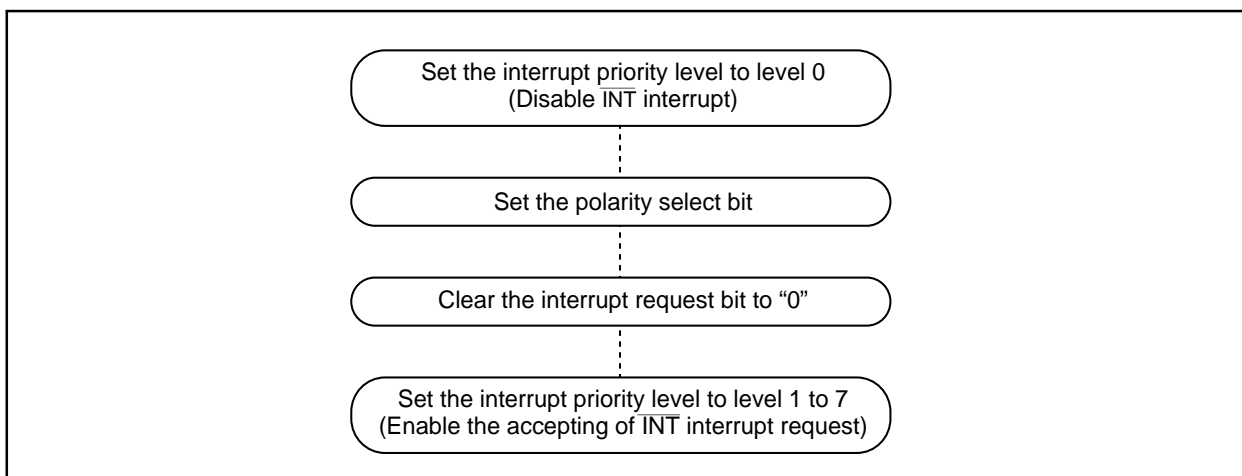 Set the interrupt priority level to level 0
(Disable INT interrupt)
Set the polarity select bit
Clear the interrupt request bit to “0”
Set the interrupt priority level to level 1 to 7
(Enable the accepting of INT interrupt request)